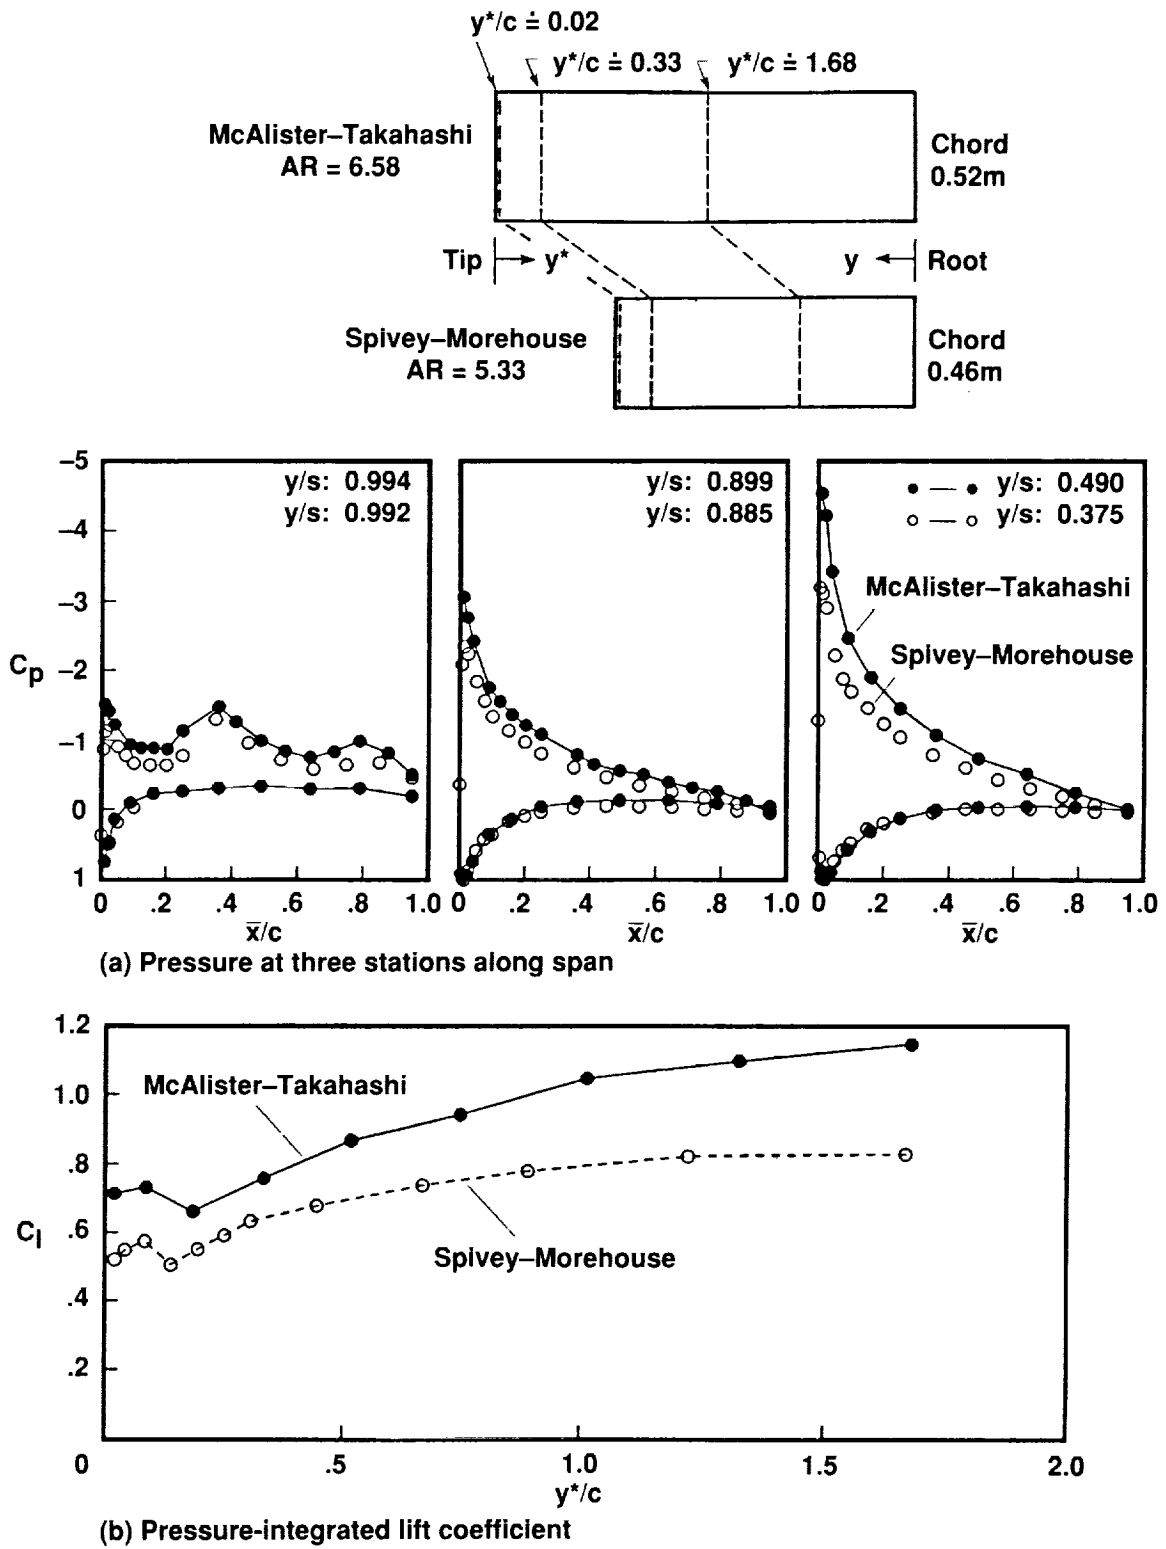 y*/c ≐ 0.02
y*/c ≐ 0.33
y*/c ≐ 1.68
McAlister–Takahashi
AR = 6.58
Chord
0.52m
Tip
y*
y
Root
Spivey–Morehouse
AR = 5.33
Chord
0.46m
y/s: 0.994
y/s: 0.992
y/s: 0.899
y/s: 0.885
y/s: 0.490
y/s: 0.375
McAlister–Takahashi
Spivey–Morehouse
Cp
–5
–4
–3
–2
–1
0
1
0 .2 .4 .6 .8 1.0
x̅/c
0 .2 .4 .6 .8 1.0
x̅/c
0 .2 .4 .6 .8 1.0
x̅/c
(a) Pressure at three stations along span
1.2
1.0
.8
.6
.4
.2
0
Cl
McAlister–Takahashi
Spivey–Morehouse
0 .5 1.0 1.5 2.0
y*/c
(b) Pressure-integrated lift coefficient